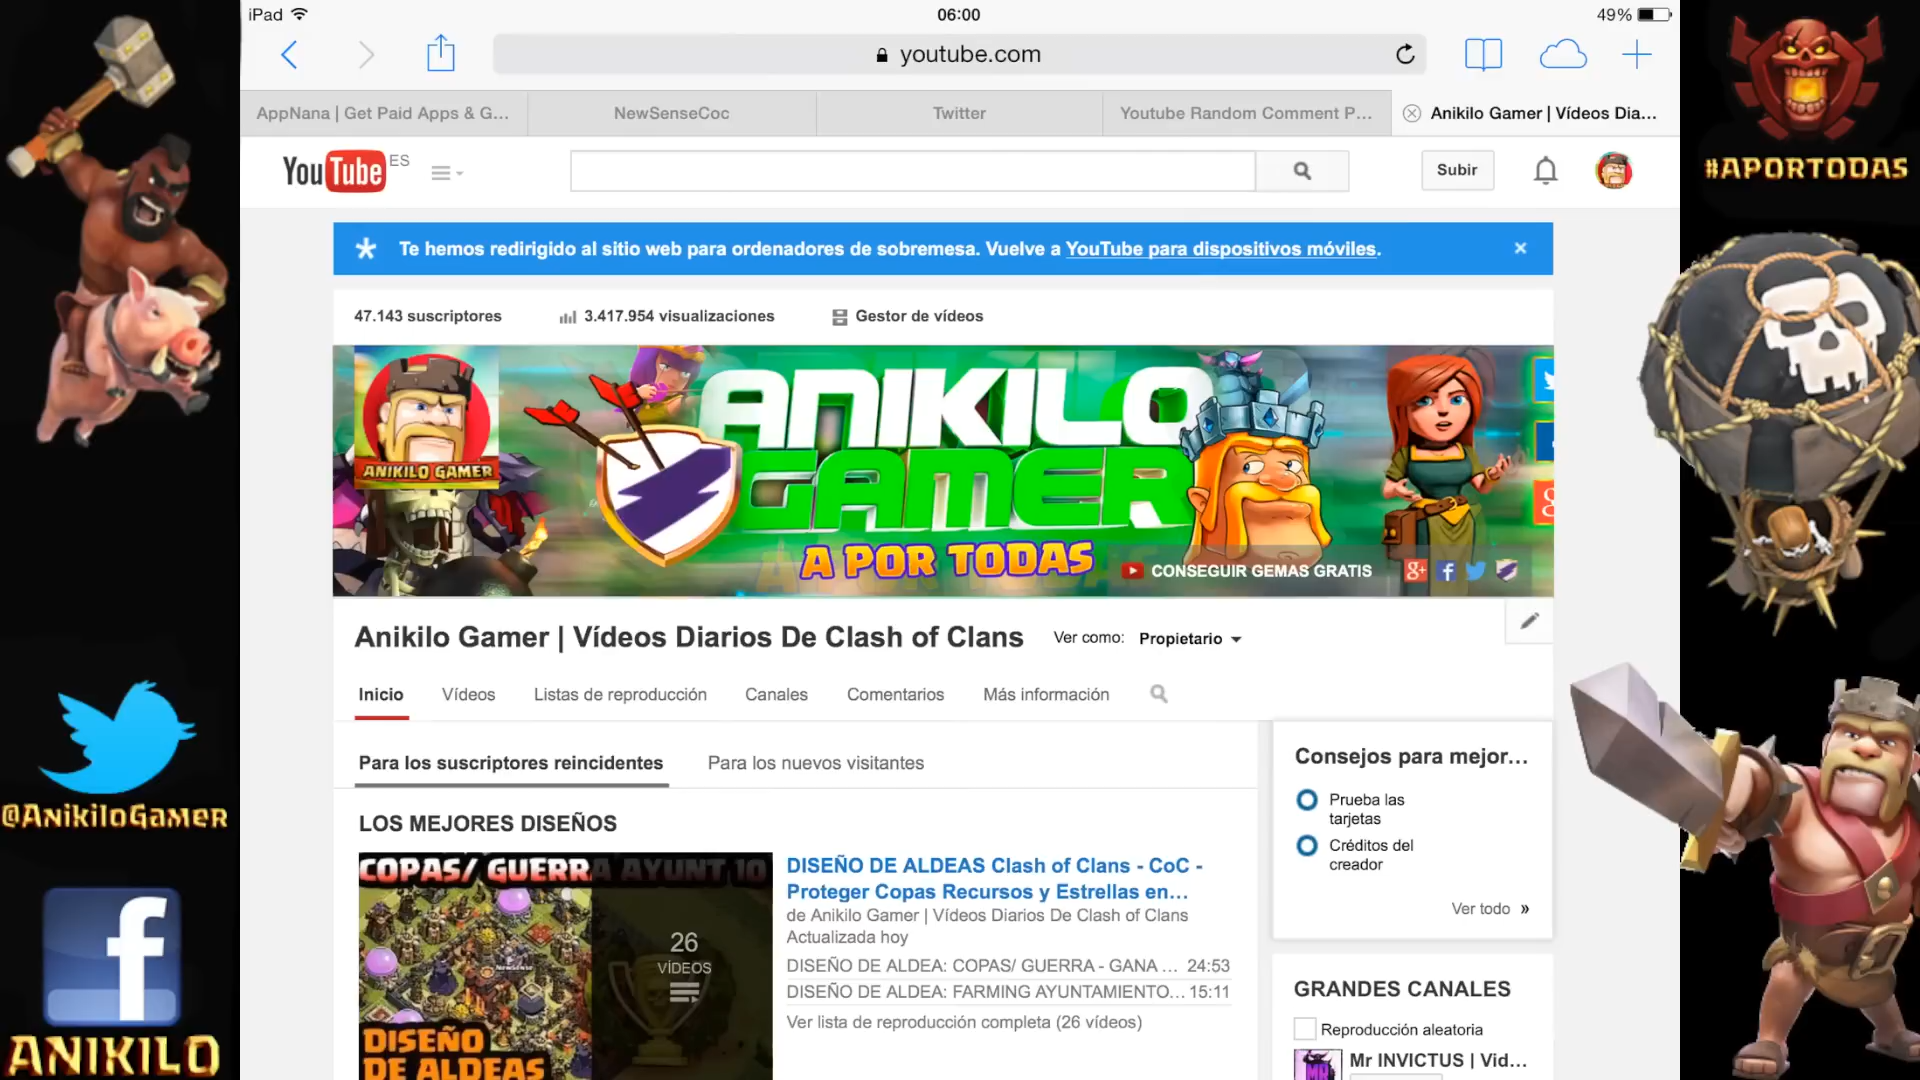 iPad
06:00
49%
youtube.com
AppNana | Get Paid Apps & G...
NewSenseCoc
Twitter
Youtube Random Comment P...
Anikilo Gamer | Vídeos Dia...
#APORTODAS
YouTube ES
Subir
Te hemos redirigido al sitio web para ordenadores de sobremesa. Vuelve a YouTube para dispositivos móviles.
47.143 suscriptores
3.417.954 visualizaciones
Gestor de vídeos
ANIKILO
GAMER
A POR TODAS
ANIKILO GAMER
CONSEGUIR GEMAS GRATIS
Anikilo Gamer | Vídeos Diarios De Clash of Clans
Ver como: Propietario
Inicio
Vídeos
Listas de reproducción
Canales
Comentarios
Más información
Para los suscriptores reincidentes
Para los nuevos visitantes
Consejos para mejor...
Prueba las
tarjetas
Créditos del
creador
Ver todo »
@AnikiloGamer
LOS MEJORES DISEÑOS
COPAS/ GUERRA AYUNT 10
26
VÍDEOS
DISEÑO
DE ALDEAS
DISEÑO DE ALDEAS Clash of Clans - CoC -
Proteger Copas Recursos y Estrellas en...
de Anikilo Gamer | Vídeos Diarios De Clash of Clans
Actualizada hoy
DISEÑO DE ALDEA: COPAS/ GUERRA - GANA ... 24:53
DISEÑO DE ALDEA: FARMING AYUNTAMIENTO... 15:11
Ver lista de reproducción completa (26 vídeos)
GRANDES CANALES
Reproducción aleatoria
Mr INVICTUS | Vid...
ANIKILO